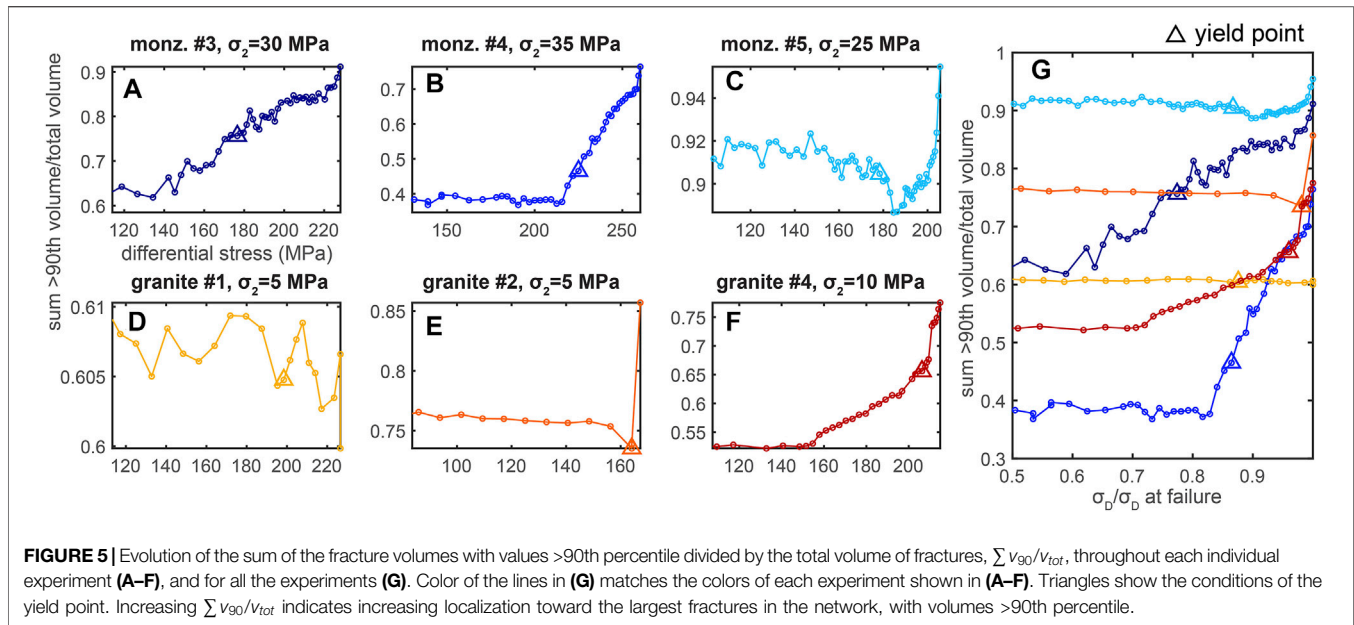 monz. #3, σ2=30 MPa
monz. #4, σ2=35 MPa
monz. #5, σ2=25 MPa
△ yield point
A
0.9
0.8
0.7
0.6
120 140 160 180 200 220
differential stress (MPa)
B
0.7
0.6
0.5
0.4
150 200 250
C
0.94
0.92
0.9
120 140 160 180 200
sum >90th volume/total volume
granite #1, σ2=5 MPa
granite #2, σ2=5 MPa
granite #4, σ2=10 MPa
D
0.61
0.605
0.6
120 140 160 180 200 220
E
0.85
0.8
0.75
100 120 140 160
F
0.75
0.65
0.55
120 140 160 180 200
G
sum >90th volume/total volume
1
0.9
0.8
0.7
0.6
0.5
0.4
0.3
0.5 0.6 0.7 0.8 0.9
σD/σD at failure
FIGURE 5 | Evolution of the sum of the fracture volumes with values >90th percentile divided by the total volume of fractures, ∑ v90/vtot, throughout each individual
experiment (A–F), and for all the experiments (G). Color of the lines in (G) matches the colors of each experiment shown in (A–F). Triangles show the conditions of the
yield point. Increasing ∑ v90/vtot indicates increasing localization toward the largest fractures in the network, with volumes >90th percentile.